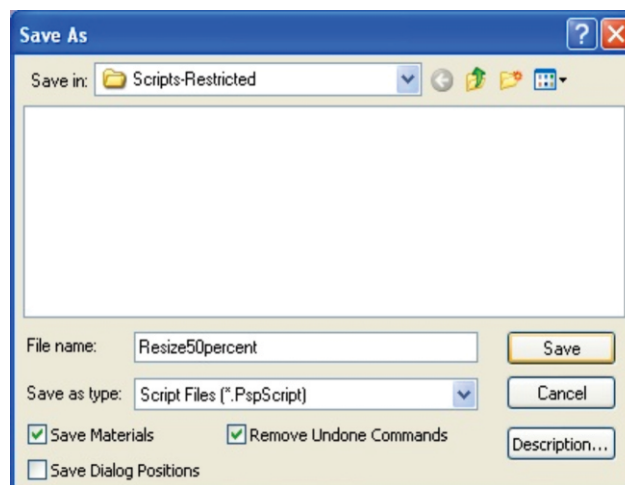 Save As
Save in: Scripts-Restricted
File name: Resize50percent Save
Save as type: Script Files (*.PspScript) Cancel
Save Materials Remove Undone Commands Description...
Save Dialog Positions